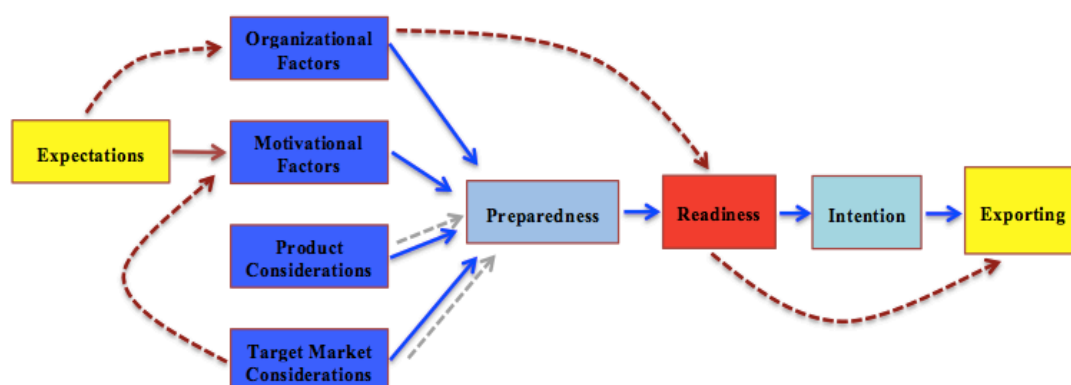 Organizational
Factors
Expectations
Motivational
Factors
Product
Considerations
Target Market
Considerations
Preparedness
Readiness
Intention
Exporting